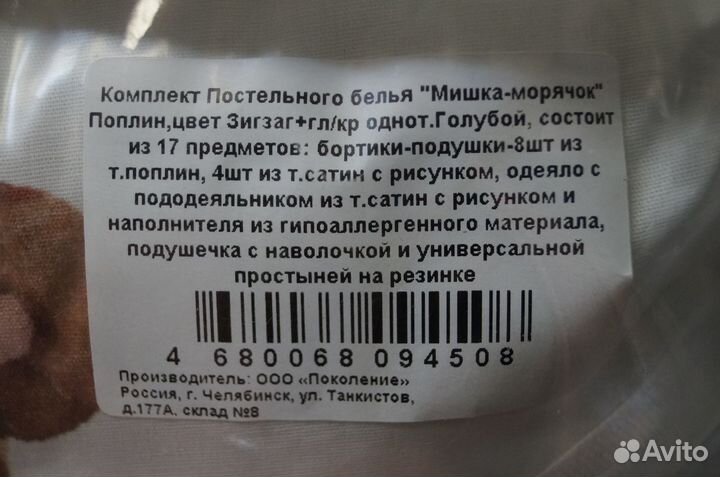 Комплект Постельного белья "Мишка-морячок"
Поплин,цвет Зигзаг+гл/кр однот.Голубой, состоит
из 17 предметов: бортики-подушки-8шт из
т.поплин, 4шт из т.сатин с рисунком, одеяло с
пододеяльником из т.сатин с рисунком и
наполнителя из гипоаллергенного материала,
подушечка с наволочкой и универсальной
простыней на резинке
4 680068 094508
Производитель: ООО «Поколение»
Россия, г. Челябинск, ул. Танкистов,
д.177А, склад №8
Avito